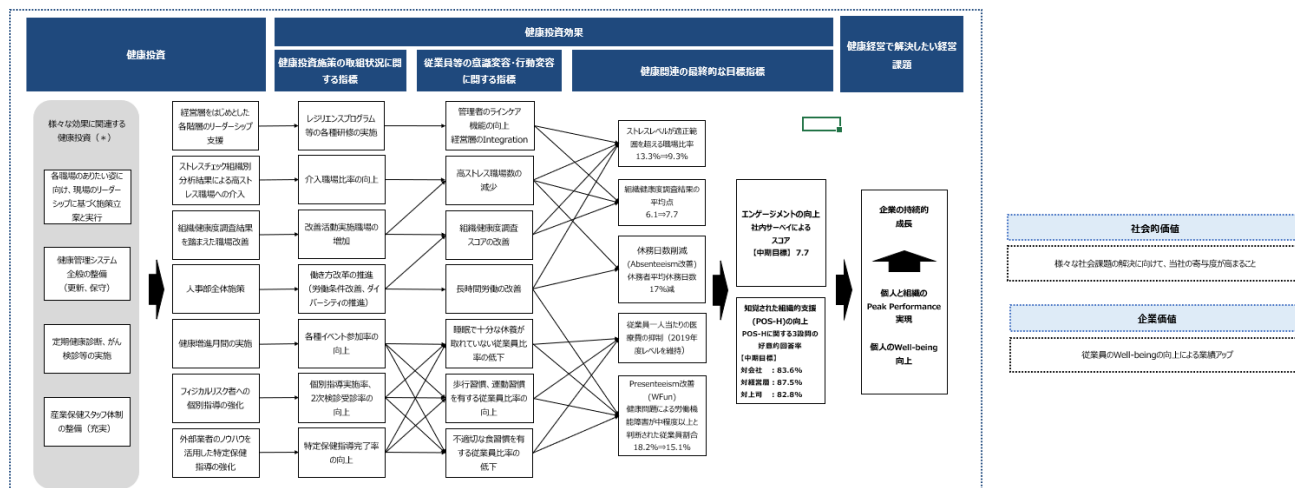 健康投資
健康投資効果
健康経営で解決したい経営
課題
健康投資施策の取組状況に関
する指標
従業員等の意識変容・行動変容
に関する指標
健康関連の最終的な目標指標
様々な効果に関連する
健康投資（＊）
各職場のありたい姿に
向け、現場のリーダー
シップに基づく施策立
案と実行
健康管理システム
全般の整備
（更新、保守）
定期健康診断、がん
検診等の実施
産業保健スタッフ体制
の整備（充実）
経営層をはじめとした
各階層のリーダーシップ
支援
ストレスチェック組織別
分析結果による高スト
レス職場への介入
組織健康度調査結果
を踏まえた職場改善
人事部全体施策
健康増進月間の実施
フィジカルリスク者への
個別指導の強化
外部業者のノウハウを
活用した特定保健
指導の強化
レジリエンスプログラム
等の各種研修の実施
介入職場比率の向上
改善活動実施職場の
増加
働き方改革の推進
（労働条件改善、ダイ
バーシティの推進）
各種イベント参加率の
向上
個別指導実施率、
2次検診受診率の
向上
特定保健指導完了率
の向上
管理者のラインケア
機能の向上
経営層のIntegration
高ストレス職場数の
減少
組織健康度調査
スコアの改善
長時間労働の改善
睡眠で十分な休養が
取れていない従業員比
率の低下
歩行習慣、運動習慣
を有する従業員比率
の向上
不適切な食習慣を有
する従業員比率の
低下
ストレスレベルが適正範
囲を超える職場比率
13.3%⇒9.3%
組織健康度調査結果の
平均点
6.1⇒7.7
休務日数削減
(Absenteeism改善)
休務者平均休務日数
17%減
従業員一人当たりの医
療費の抑制（2019年
度レベルを維持）
Presenteeism改善
(WFun)
健康問題による労働機
能障害が中程度以上と
判断された従業員割合
18.2%⇒15.1%
エンゲージメントの向上
社内サーベイによる
スコア
【中期目標】7.7
知覚された組織的支援
(POS-H)の向上
POS-Hに関する3設問の
好意的回答率
【中期目標】
対会社 ：83.6%
対経営層：87.5%
対上司 ：82.8%
企業の持続的
成長
個人と組織の
Peak Performance
実現
個人のWell-being
向上
社会的価値
様々な社会課題の解決に向けて、当社の寄与度が高まること
企業価値
従業員のWell-beingの向上による業績アップ